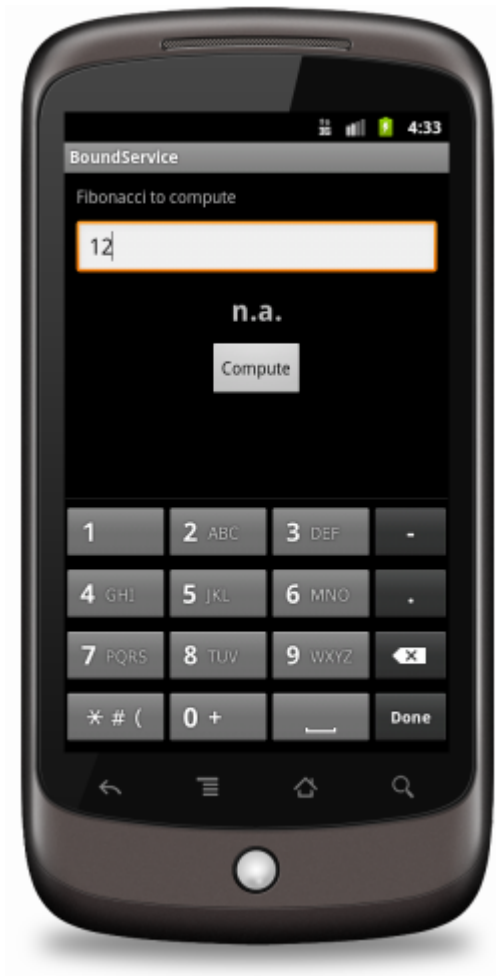 4:33
BoundService
Fibonacci to compute
12
n.a.
Compute
1 2 ABC 3 DEF -
4 GHI 5 JKL 6 MNO .
7 PQRS 8 TUV 9 WXYZ
* # ( 0 + Done